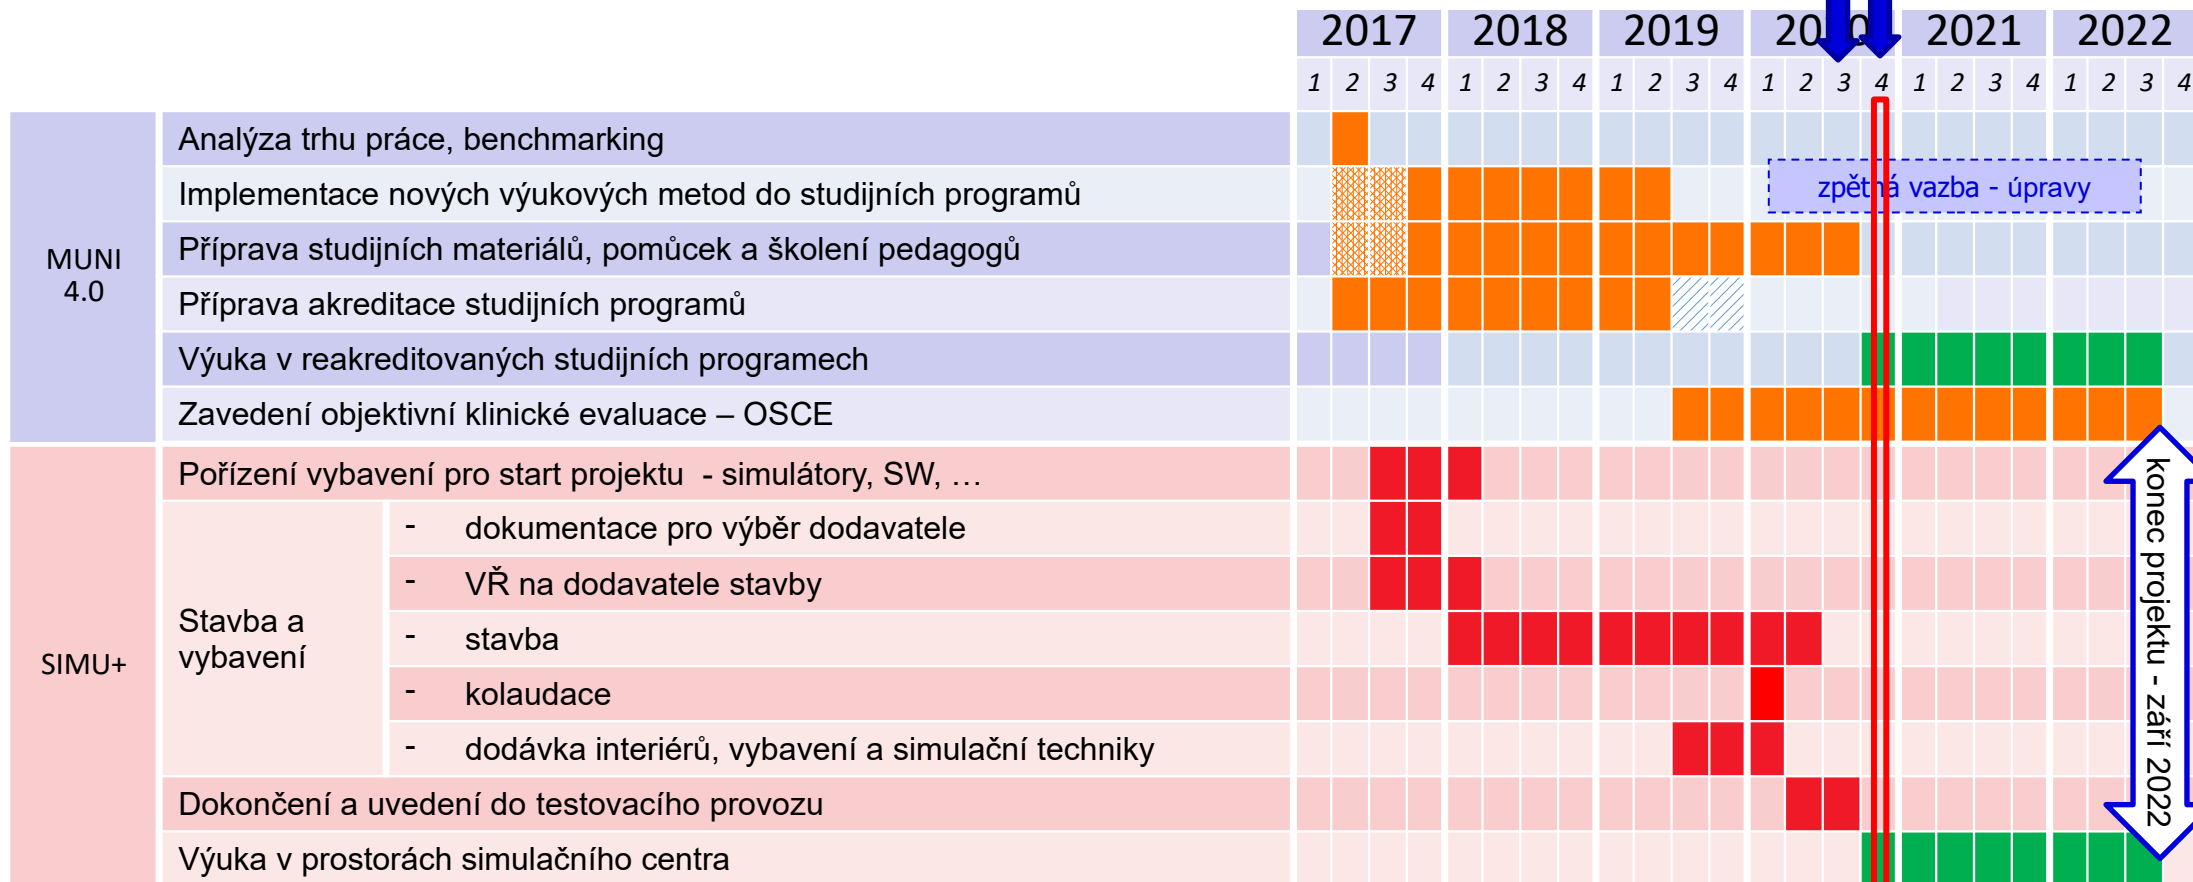 2017 2018 2019 2020 2021 2022
1 2 3 4 1 2 3 4 1 2 3 4 1 2 3 4 1 2 3 4 1 2 3 4
MUNI
4.0
Analýza trhu práce, benchmarking
Implementace nových výukových metod do studijních programů
zpětná vazba - úpravy
Příprava studijních materiálů, pomůcek a školení pedagogů
Příprava akreditace studijních programů
Výuka v reakreditovaných studijních programech
Zavedení objektivní klinické evaluace – OSCE
SIMU+
Pořízení vybavení pro start projektu - simulátory, SW, …
Stavba a
vybavení
- dokumentace pro výběr dodavatele
- VŘ na dodavatele stavby
- stavba
- kolaudace
- dodávka interiérů, vybavení a simulační techniky
Dokončení a uvedení do testovacího provozu
Výuka v prostorách simulačního centra
konec projektu - září 2022